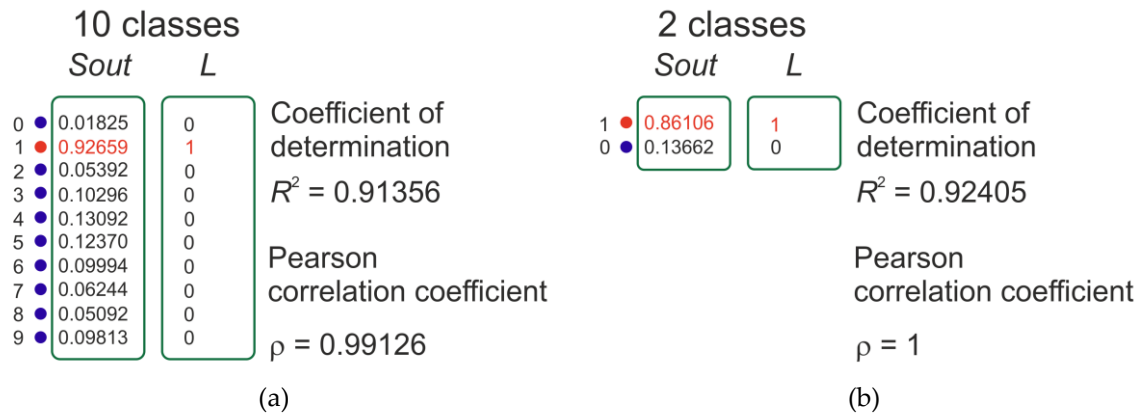 10 classes
Sout L
0 0.01825 0
1 0.92659 1
2 0.05392 0
3 0.10296 0
4 0.13092 0
5 0.12370 0
6 0.09994 0
7 0.06244 0
8 0.05092 0
9 0.09813 0
Coefficient of
determination
R² = 0.91356
Pearson
correlation coefficient
ρ = 0.99126
(a)
2 classes
Sout L
1 0.86106 1
0 0.13662 0
Coefficient of
determination
R² = 0.92405
Pearson
correlation coefficient
ρ = 1
(b)